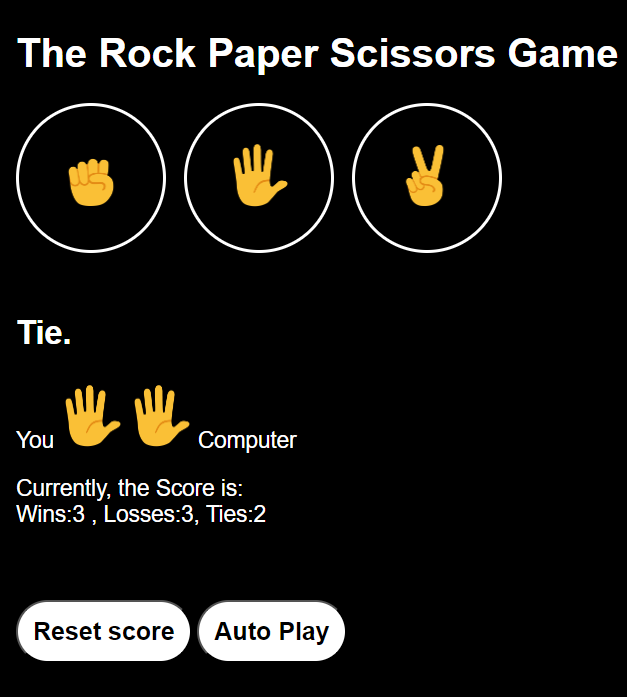 The Rock Paper Scissors Game
Tie.
You Computer
Currently, the Score is:
Wins:3 , Losses:3, Ties:2
Reset score Auto Play